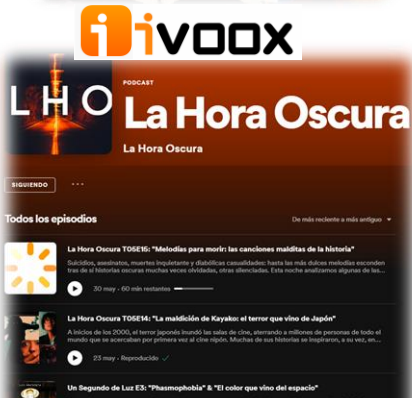 ivoox
LHO
PODCAST
La Hora Oscura
La Hora Oscura
SIGUIENDO
...
Todos los episodios
De más reciente a más antiguo
La Hora Oscura T05E15: "Melodías para morir: las canciones malditas de la historia"
Suicidios, asesinatos, muertes inquietante y diabólicas casualidades: hasta las más dulces melodías esconden
tras de sí historias oscuras muchas veces olvidadas, otras silenciadas. Esta noche analizamos algunas de las...
30 may · 60 min restantes
La Hora Oscura T05E14: "La maldición de Kayako: el terror que vino de Japón"
A inicios de los 2000, el terror japonés inundó las salas de cine, aterrando a millones de personas de todo el
mundo que se acercaban por primera vez al cine nipón. Muchas de sus historias se inspiraron, a su vez, en...
23 may · Reproducido
Un Segundo de Luz E3: "Phasmophobia" & "El color que vino del espacio"